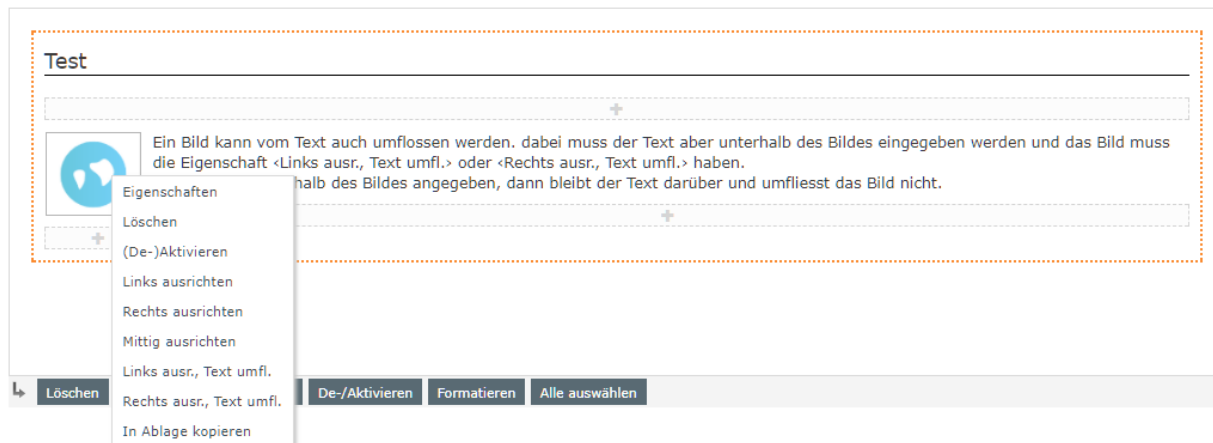 Test
Ein Bild kann vom Text auch umflossen werden. dabei muss der Text aber unterhalb des Bildes eingegeben werden und das Bild muss
die Eigenschaft ‹Links ausr., Text umfl.› oder ‹Rechts ausr., Text umfl.› haben.
des Bildes angegeben, dann bleibt der Text darüber und umfliesst das Bild nicht.
Eigenschaften
Löschen
(De-)Aktivieren
Links ausrichten
Rechts ausrichten
Mittig ausrichten
Links ausr., Text umfl.
Rechts ausr., Text umfl.
In Ablage kopieren
Löschen
De-/Aktivieren
Formatieren
Alle auswählen